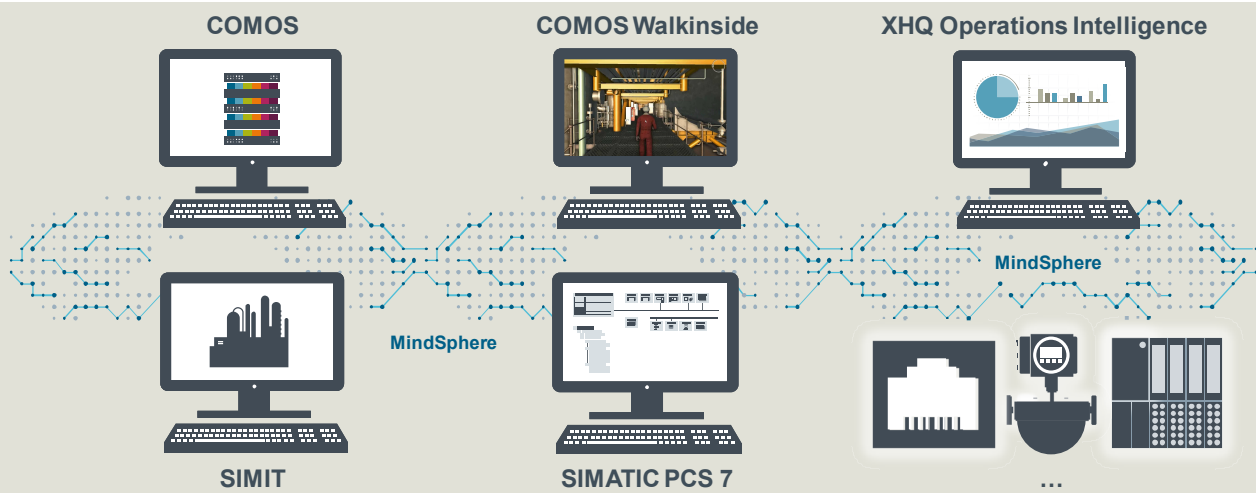 COMOS
COMOS Walkinside
XHQ Operations Intelligence
MindSphere
MindSphere
SIMIT
SIMATIC PCS 7
...